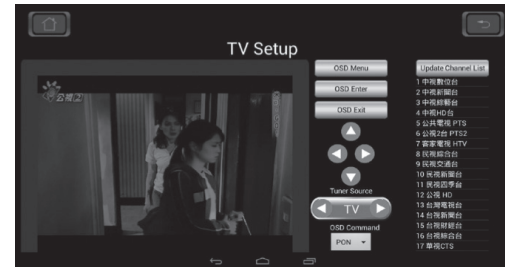 TV Setup
公視2
OSD Menu
OSD Enter
OSD Exit
Tuner Source
TV
OSD Command
PON
Update Channel List
1 中視數位台
2 中視新聞台
3 中視綜藝台
4 中視HD台
5 公共電視 PTS
6 公視2台 PTS2
7 客家電視 HTV
8 民視綜合台
9 民視交通台
10 民視新聞台
11 民視四季台
12 公視 HD
13 台灣電視台
14 台視新聞台
15 台視財經台
16 台視綜合台
17 華視CTS